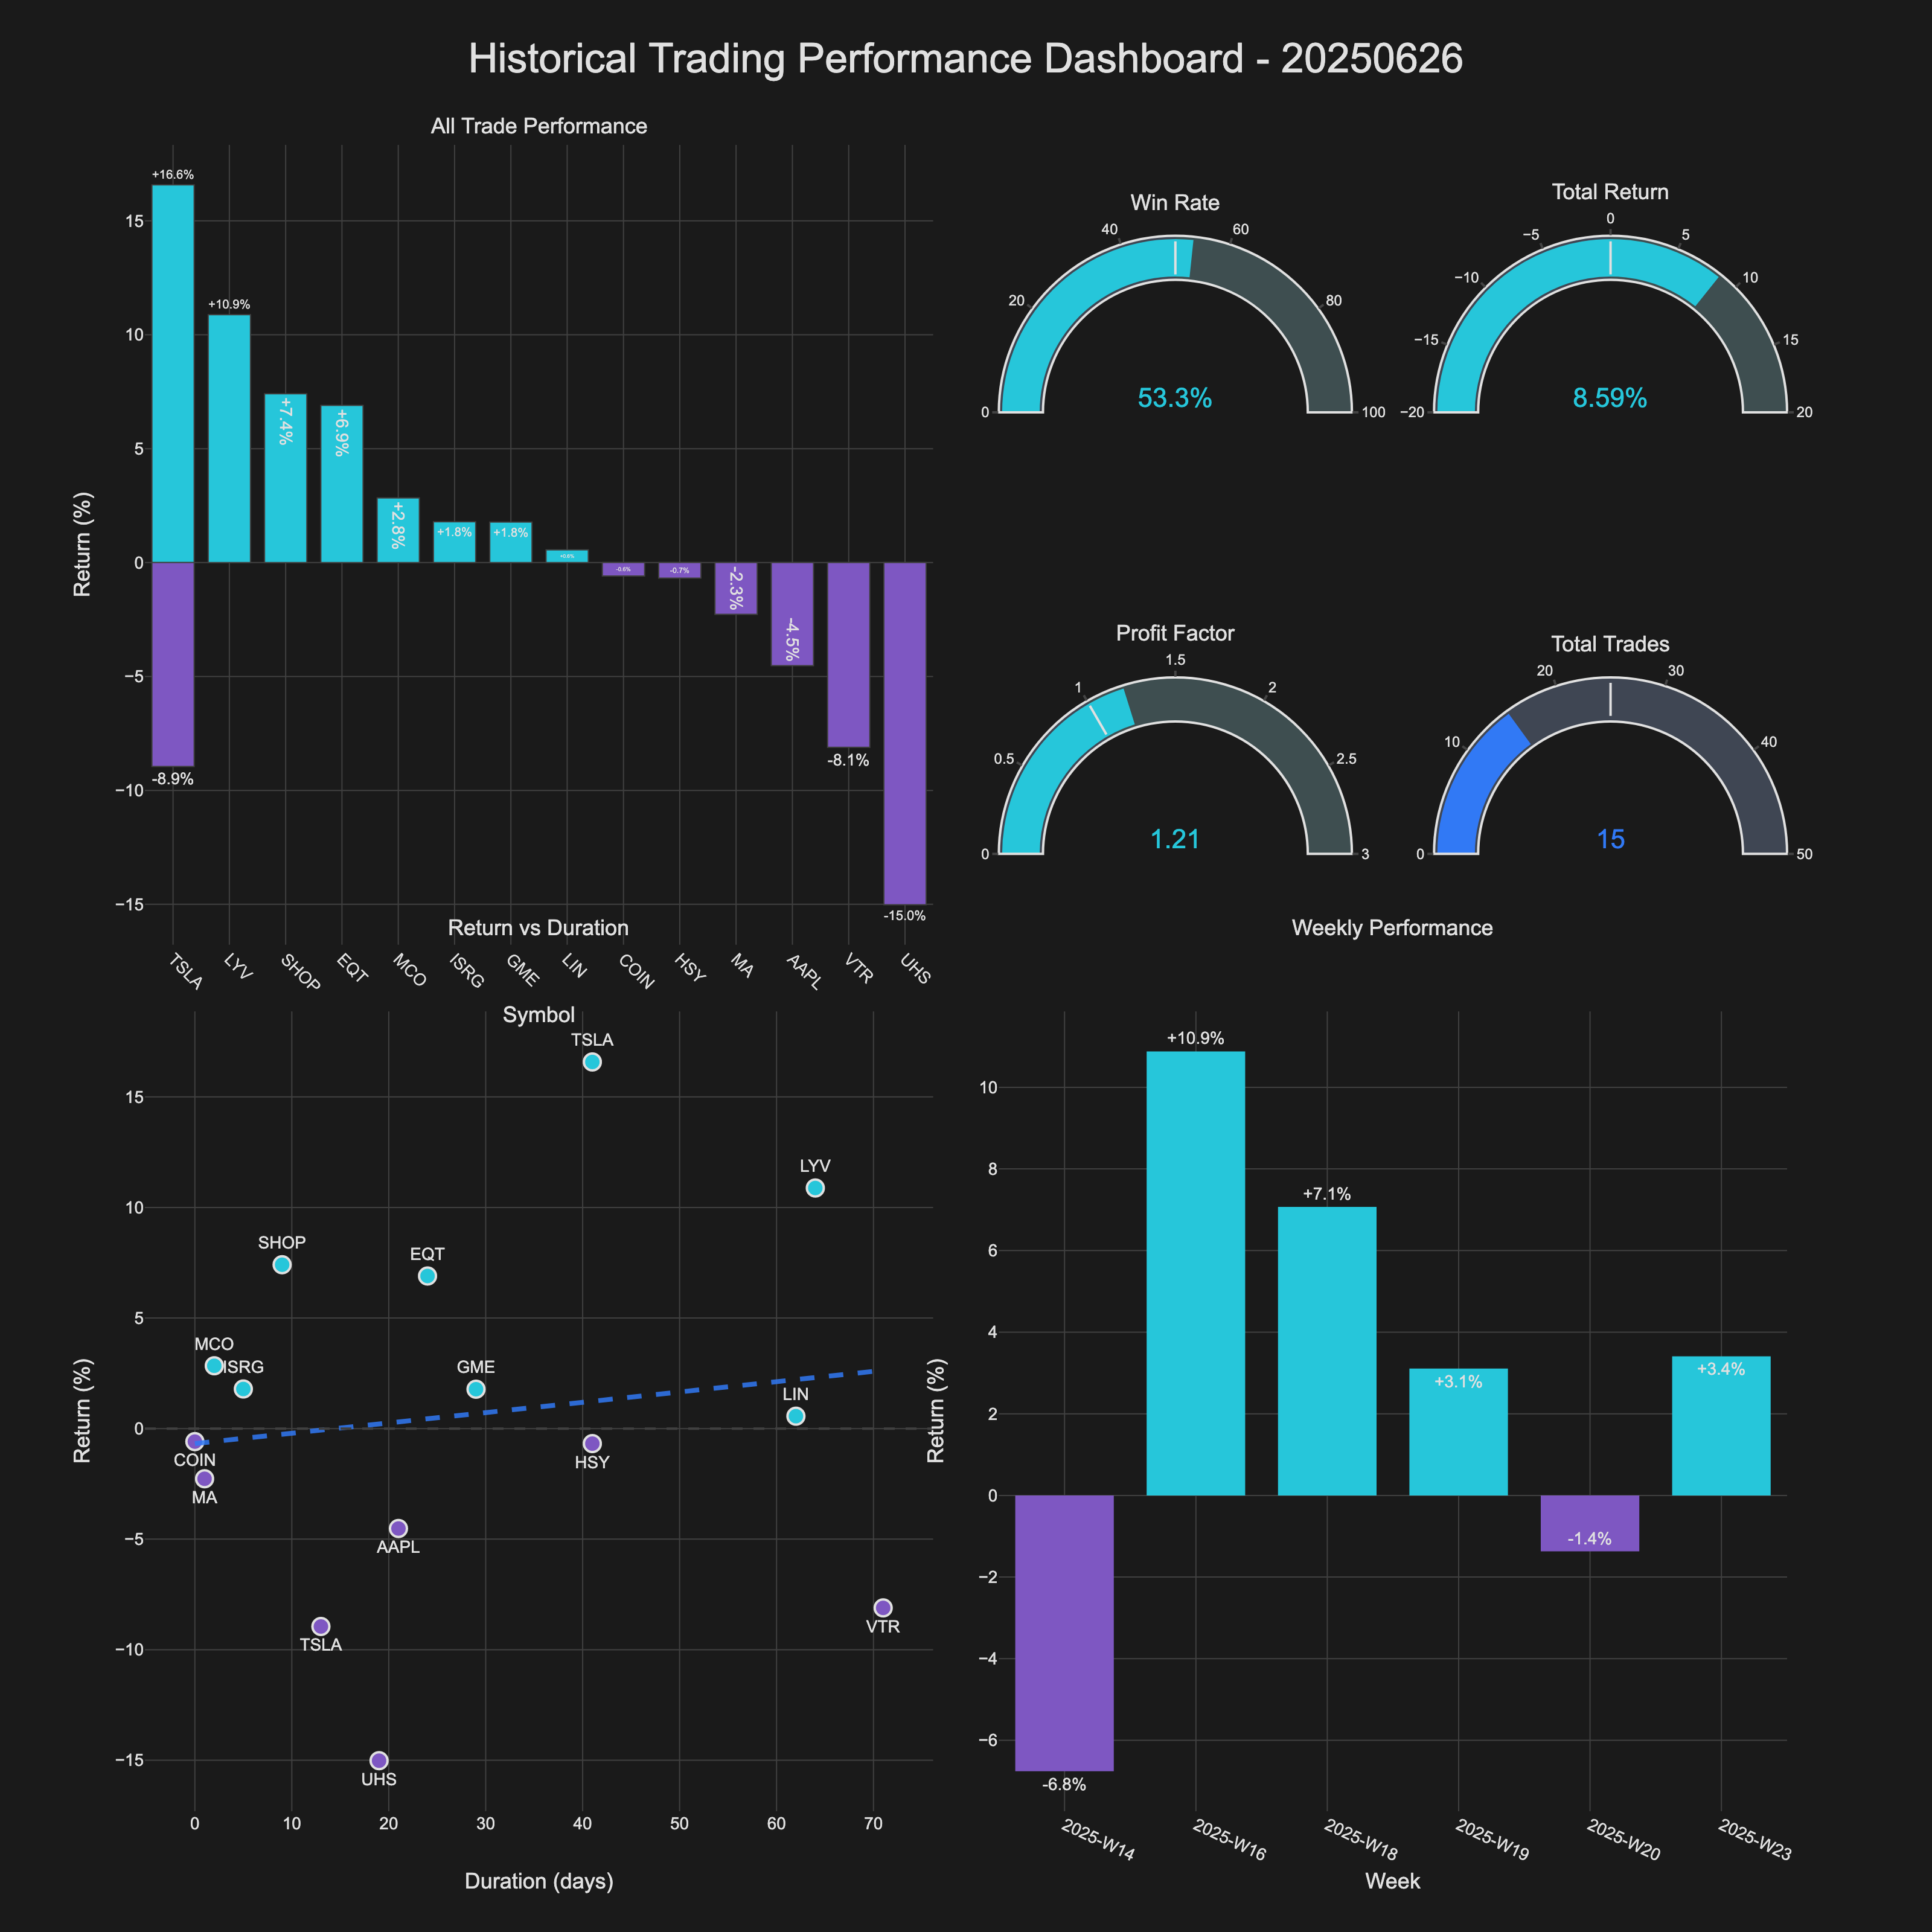 Historical Trading Performance Dashboard - 20250626
All Trade Performance
Return (%)
15
10
5
0
−5
−10
−15
+16.6%
+10.9%
+7.4%
+6.9%
+2.8%
+1.8%
+1.8%
+0.6%
-0.6%
-0.7%
-2.3%
-4.5%
-8.1%
-15.0%
-8.9%
TSLA
LYV
SHOP
EQT
MCO
ISRG
GME
LIN
COIN
HSY
MA
AAPL
VTR
UHS
Symbol
Win Rate
0
20
40
60
80
100
53.3%
Total Return
−20
−15
−10
−5
0
5
10
15
20
8.59%
Profit Factor
0
0.5
1
1.5
2
2.5
3
1.21
Total Trades
0
10
20
30
40
50
15
Return vs Duration
Return (%)
15
10
5
0
−5
−10
−15
TSLA
LYV
SHOP
EQT
MCO
ISRG
GME
LIN
COIN
HSY
MA
AAPL
TSLA
VTR
UHS
0
10
20
30
40
50
60
70
Duration (days)
Weekly Performance
Return (%)
10
8
6
4
2
0
−2
−4
−6
-6.8%
+10.9%
+7.1%
+3.1%
-1.4%
+3.4%
2025-W14
2025-W16
2025-W18
2025-W19
2025-W20
2025-W23
Week